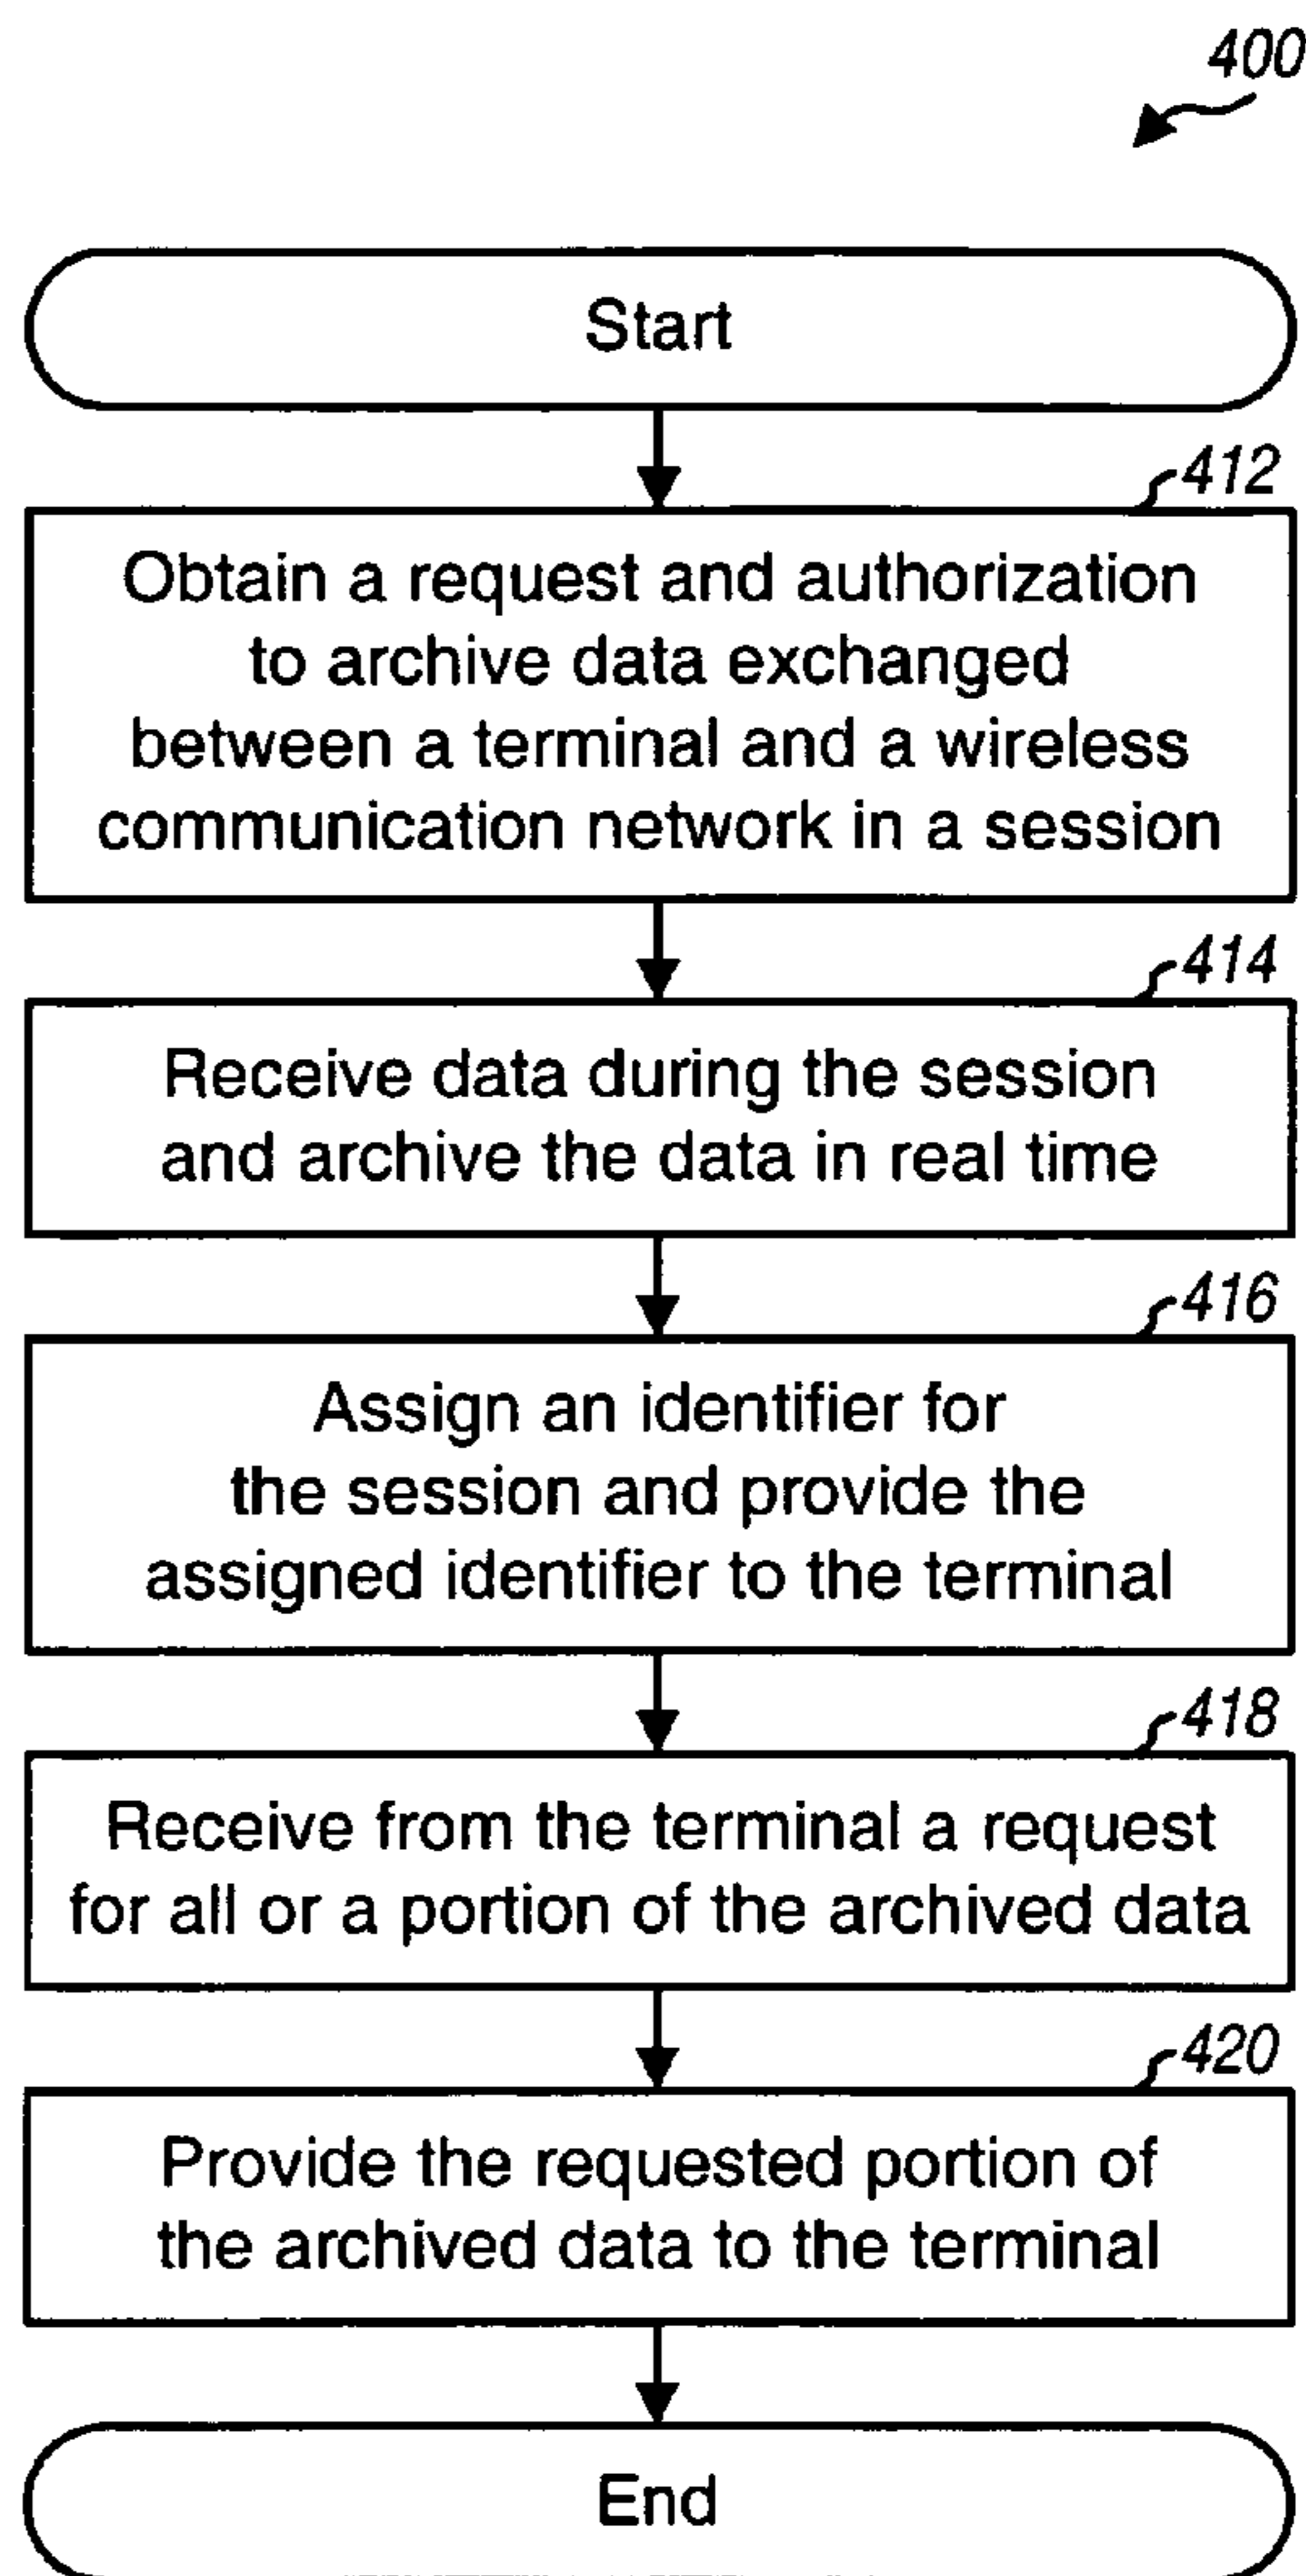 400
Start
412
Obtain a request and authorization
to archive data exchanged
between a terminal and a wireless
communication network in a session
414
Receive data during the session
and archive the data in real time
416
Assign an identifier for
the session and provide the
assigned identifier to the terminal
418
Receive from the terminal a request
for all or a portion of the archived data
420
Provide the requested portion of
the archived data to the terminal
End